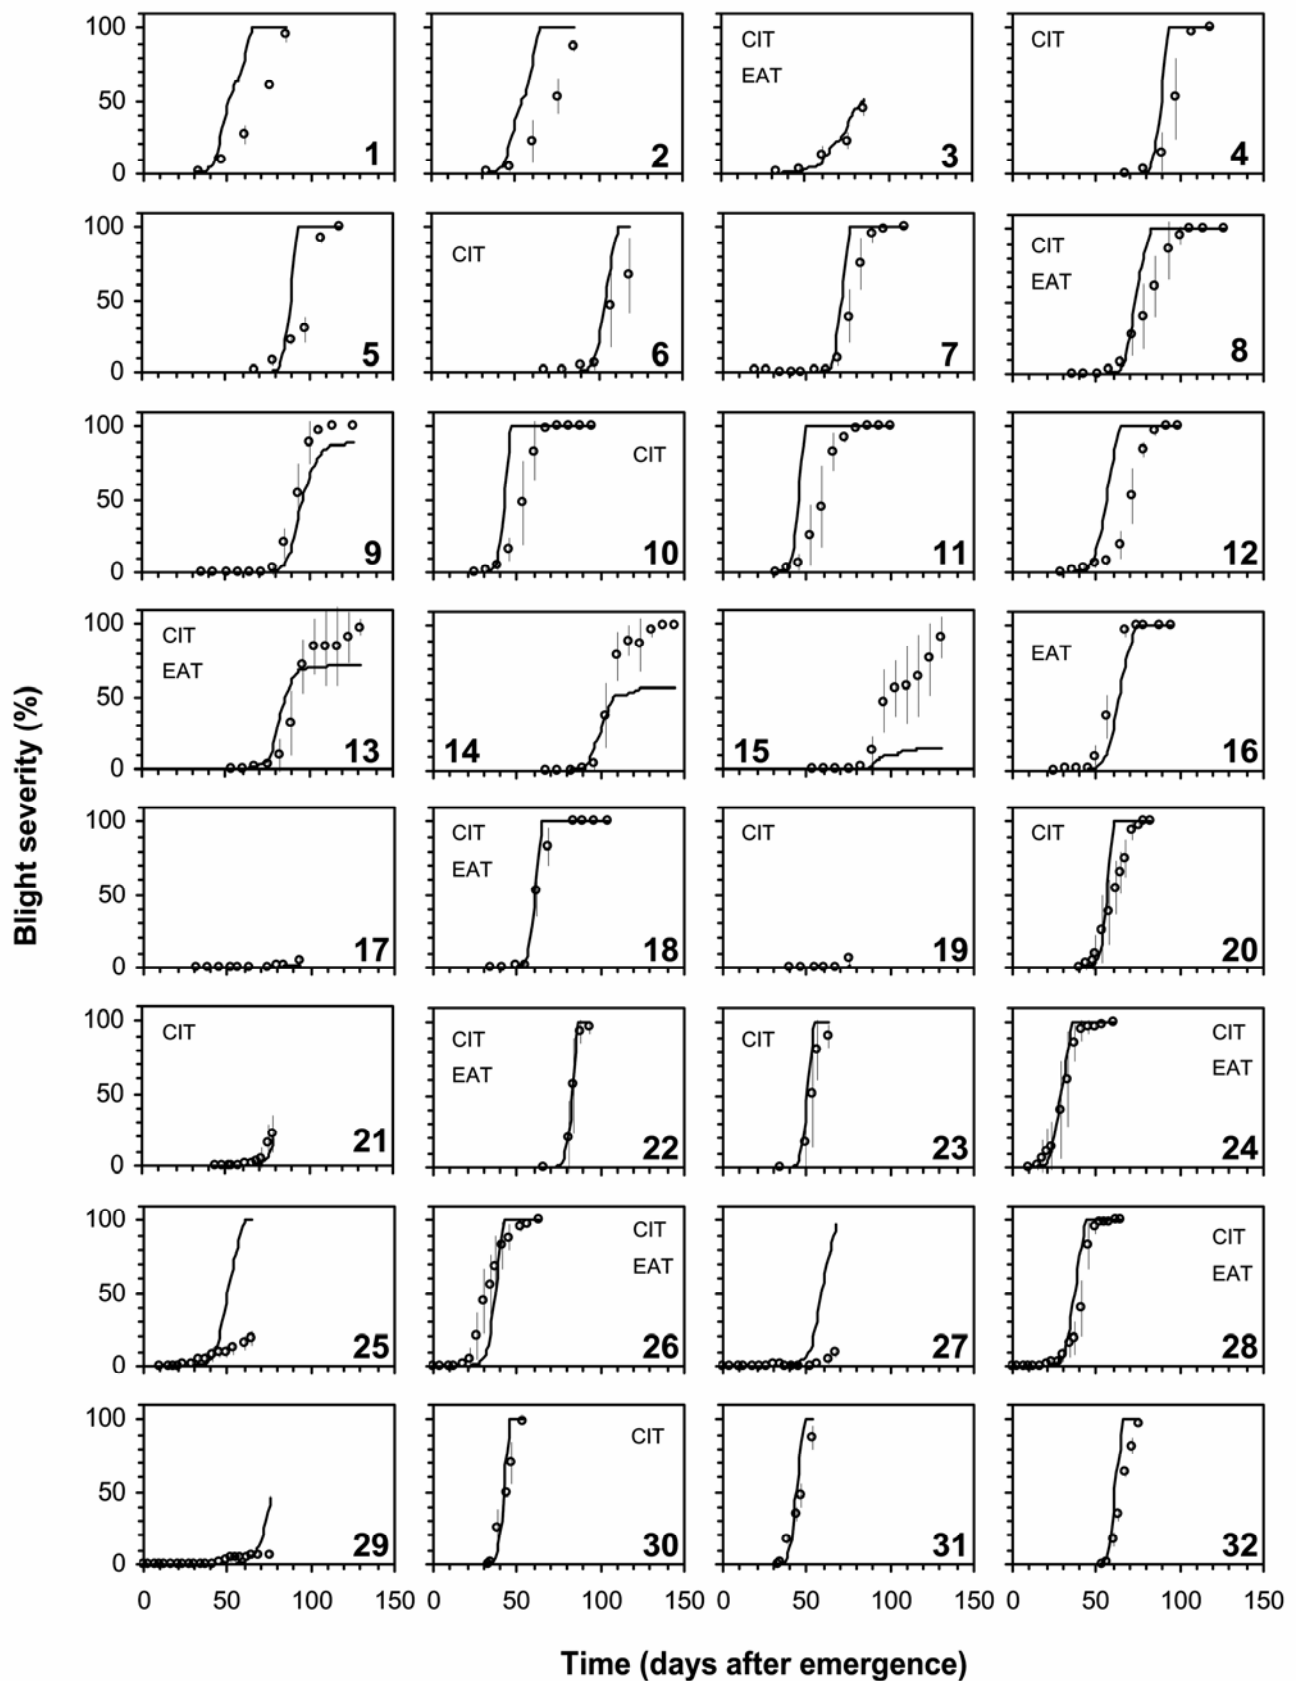 Blight severity (%)
100
50
0
CIT
EAT
CIT
1
2
3
4
100
50
0
CIT
CIT
EAT
5
6
7
8
100
50
0
CIT
9
10
11
12
100
50
0
CIT
EAT
EAT
13
14
15
16
100
50
0
CIT
EAT
CIT
17
18
19
20
100
50
0
CIT
CIT
EAT
CIT
CIT
EAT
21
22
23
24
100
50
0
CIT
EAT
CIT
EAT
25
26
27
28
100
50
0
CIT
29
30
31
32
0 50 100 150 0 50 100 150 0 50 100 150 0 50 100 150
Time (days after emergence)